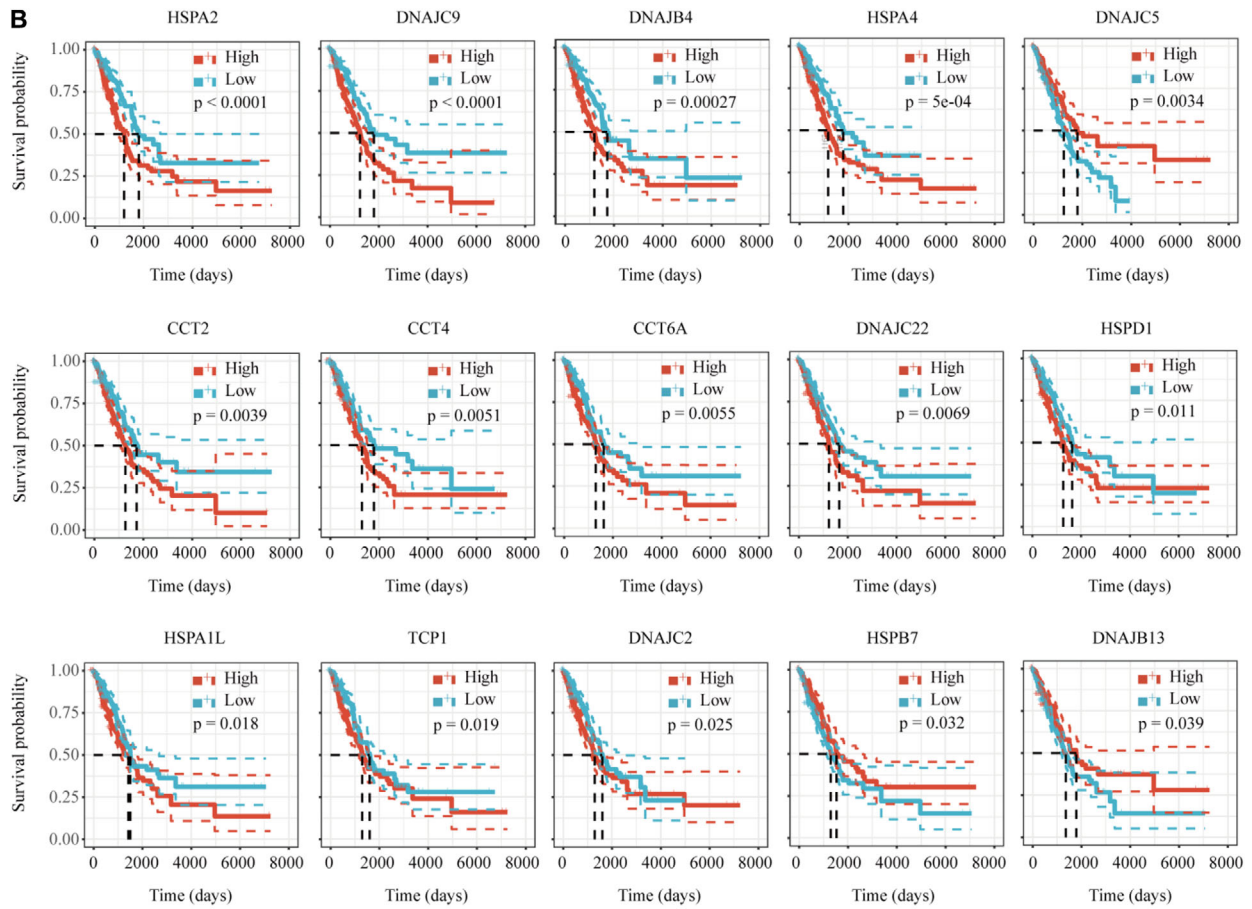 B
HSPA2 DNAJC9 DNAJB4 HSPA4 DNAJC5
Survival probability
1.00
0.75
0.50
0.25
0.00
High High High High High
Low Low Low Low Low
p < 0.0001 p < 0.0001 p = 0.00027 p = 5e-04 p = 0.0034
0 2000 4000 6000 8000 0 2000 4000 6000 8000 0 2000 4000 6000 8000 0 2000 4000 6000 8000 0 2000 4000 6000 8000
Time (days) Time (days) Time (days) Time (days) Time (days)
CCT2 CCT4 CCT6A DNAJC22 HSPD1
Survival probability
1.00
0.75
0.50
0.25
0.00
High High High High High
Low Low Low Low Low
p = 0.0039 p = 0.0051 p = 0.0055 p = 0.0069 p = 0.011
0 2000 4000 6000 8000 0 2000 4000 6000 8000 0 2000 4000 6000 8000 0 2000 4000 6000 8000 0 2000 4000 6000 8000
Time (days) Time (days) Time (days) Time (days) Time (days)
HSPA1L TCP1 DNAJC2 HSPB7 DNAJB13
Survival probability
1.00
0.75
0.50
0.25
0.00
High High High High High
Low Low Low Low Low
p = 0.018 p = 0.019 p = 0.025 p = 0.032 p = 0.039
0 2000 4000 6000 8000 0 2000 4000 6000 8000 0 2000 4000 6000 8000 0 2000 4000 6000 8000 0 2000 4000 6000 8000
Time (days) Time (days) Time (days) Time (days) Time (days)